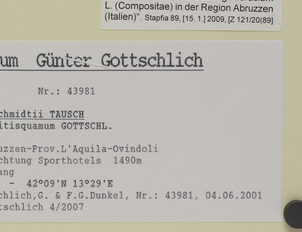 L. (Compositae) in der Region Abruzzen
(Italien)". Stapfia 89, [15. 1.] 2009, [Z 121/20(89]
um Günter Gottschlich
Nr.: 43981
chmidtii TAUSCH
itisquamum GOTTSCHL.
uzzen-Prov.L'Aquila-Ovindoli
chtung Sporthotels 1490m
ang
- 42°09'N 13°29'E
chlich,G. & F.G.Dunkel, Nr.: 43981, 04.06.2001
tschlich 4/2007